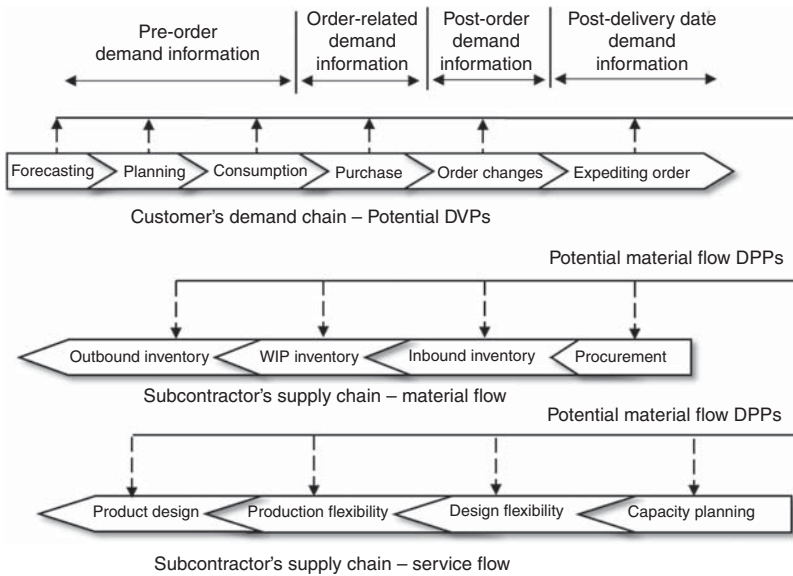 Pre-order
demand information
Order-related
demand
information
Post-order
demand
information
Post-delivery date
demand
information
Forecasting
Planning
Consumption
Purchase
Order changes
Expediting order
Customer's demand chain – Potential DVPs
Potential material flow DPPs
Outbound inventory
WIP inventory
Inbound inventory
Procurement
Subcontractor's supply chain – material flow
Potential material flow DPPs
Product design
Production flexibility
Design flexibility
Capacity planning
Subcontractor's supply chain – service flow